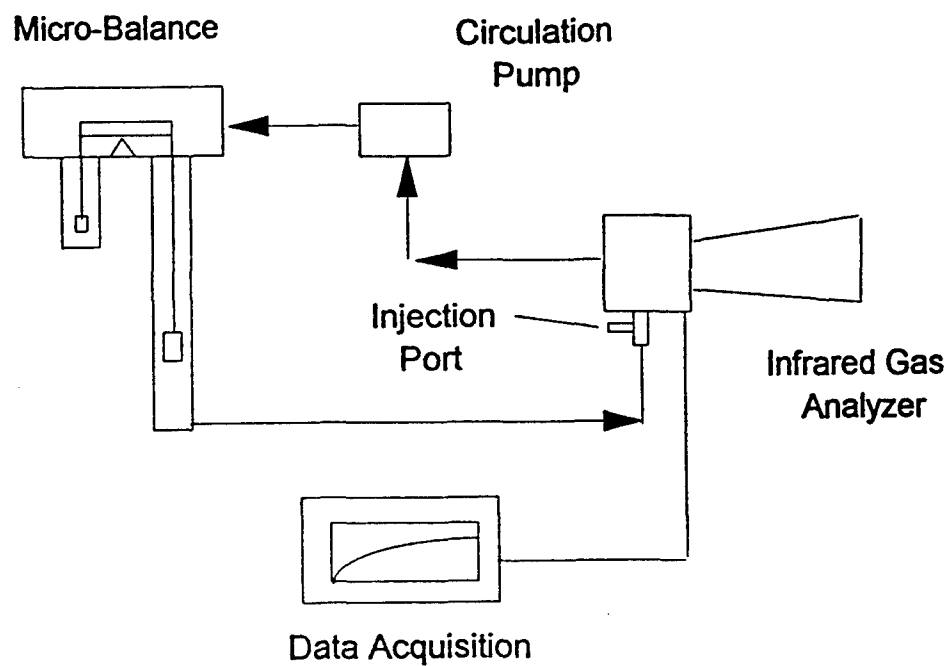 Micro-Balance
Circulation
Pump
Injection
Port
Infrared Gas
Analyzer
Data Acquisition